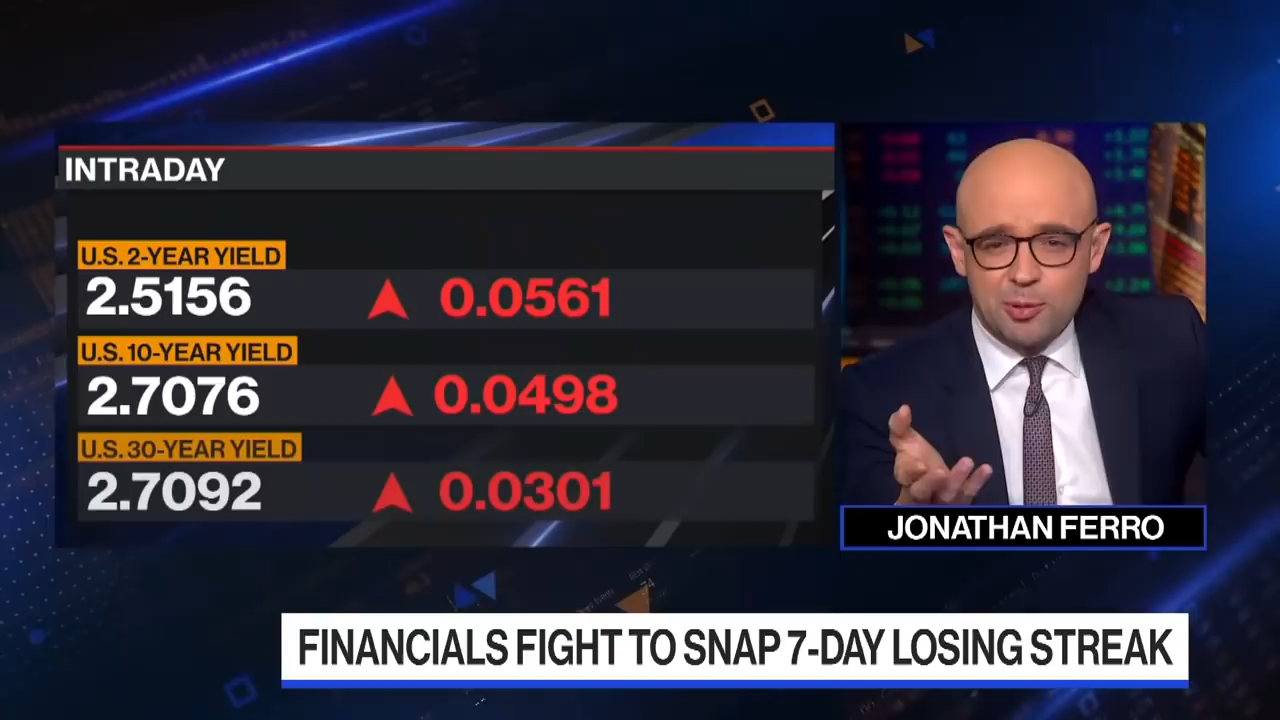 INTRADAY
U.S. 2-YEAR YIELD
2.5156 ▲ 0.0561
U.S. 10-YEAR YIELD
2.7076 ▲ 0.0498
U.S. 30-YEAR YIELD
2.7092 ▲ 0.0301
JONATHAN FERRO
FINANCIALS FIGHT TO SNAP 7-DAY LOSING STREAK